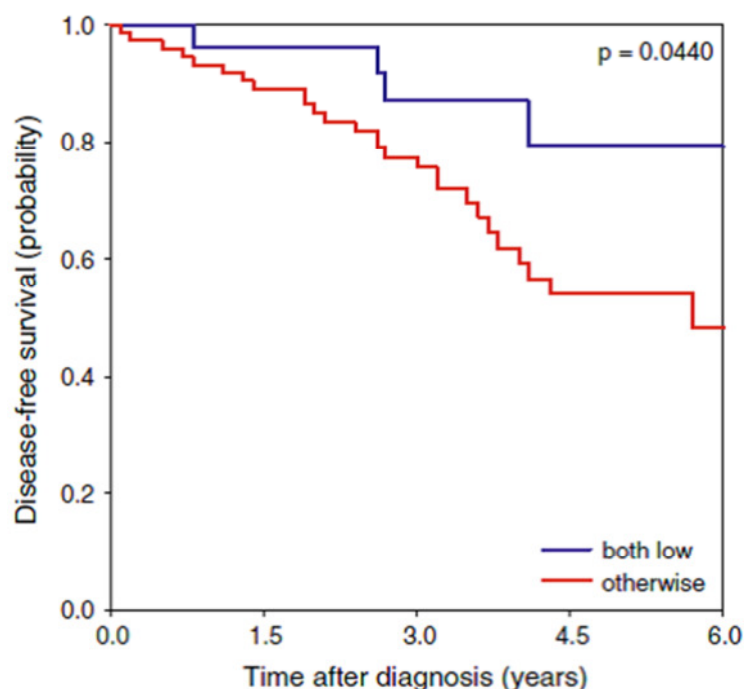 1.0
p = 0.0440
0.8
0.6
0.4
0.2
0.0
Disease-free survival (probability)
both low
otherwise
0.0 1.5 3.0 4.5 6.0
Time after diagnosis (years)